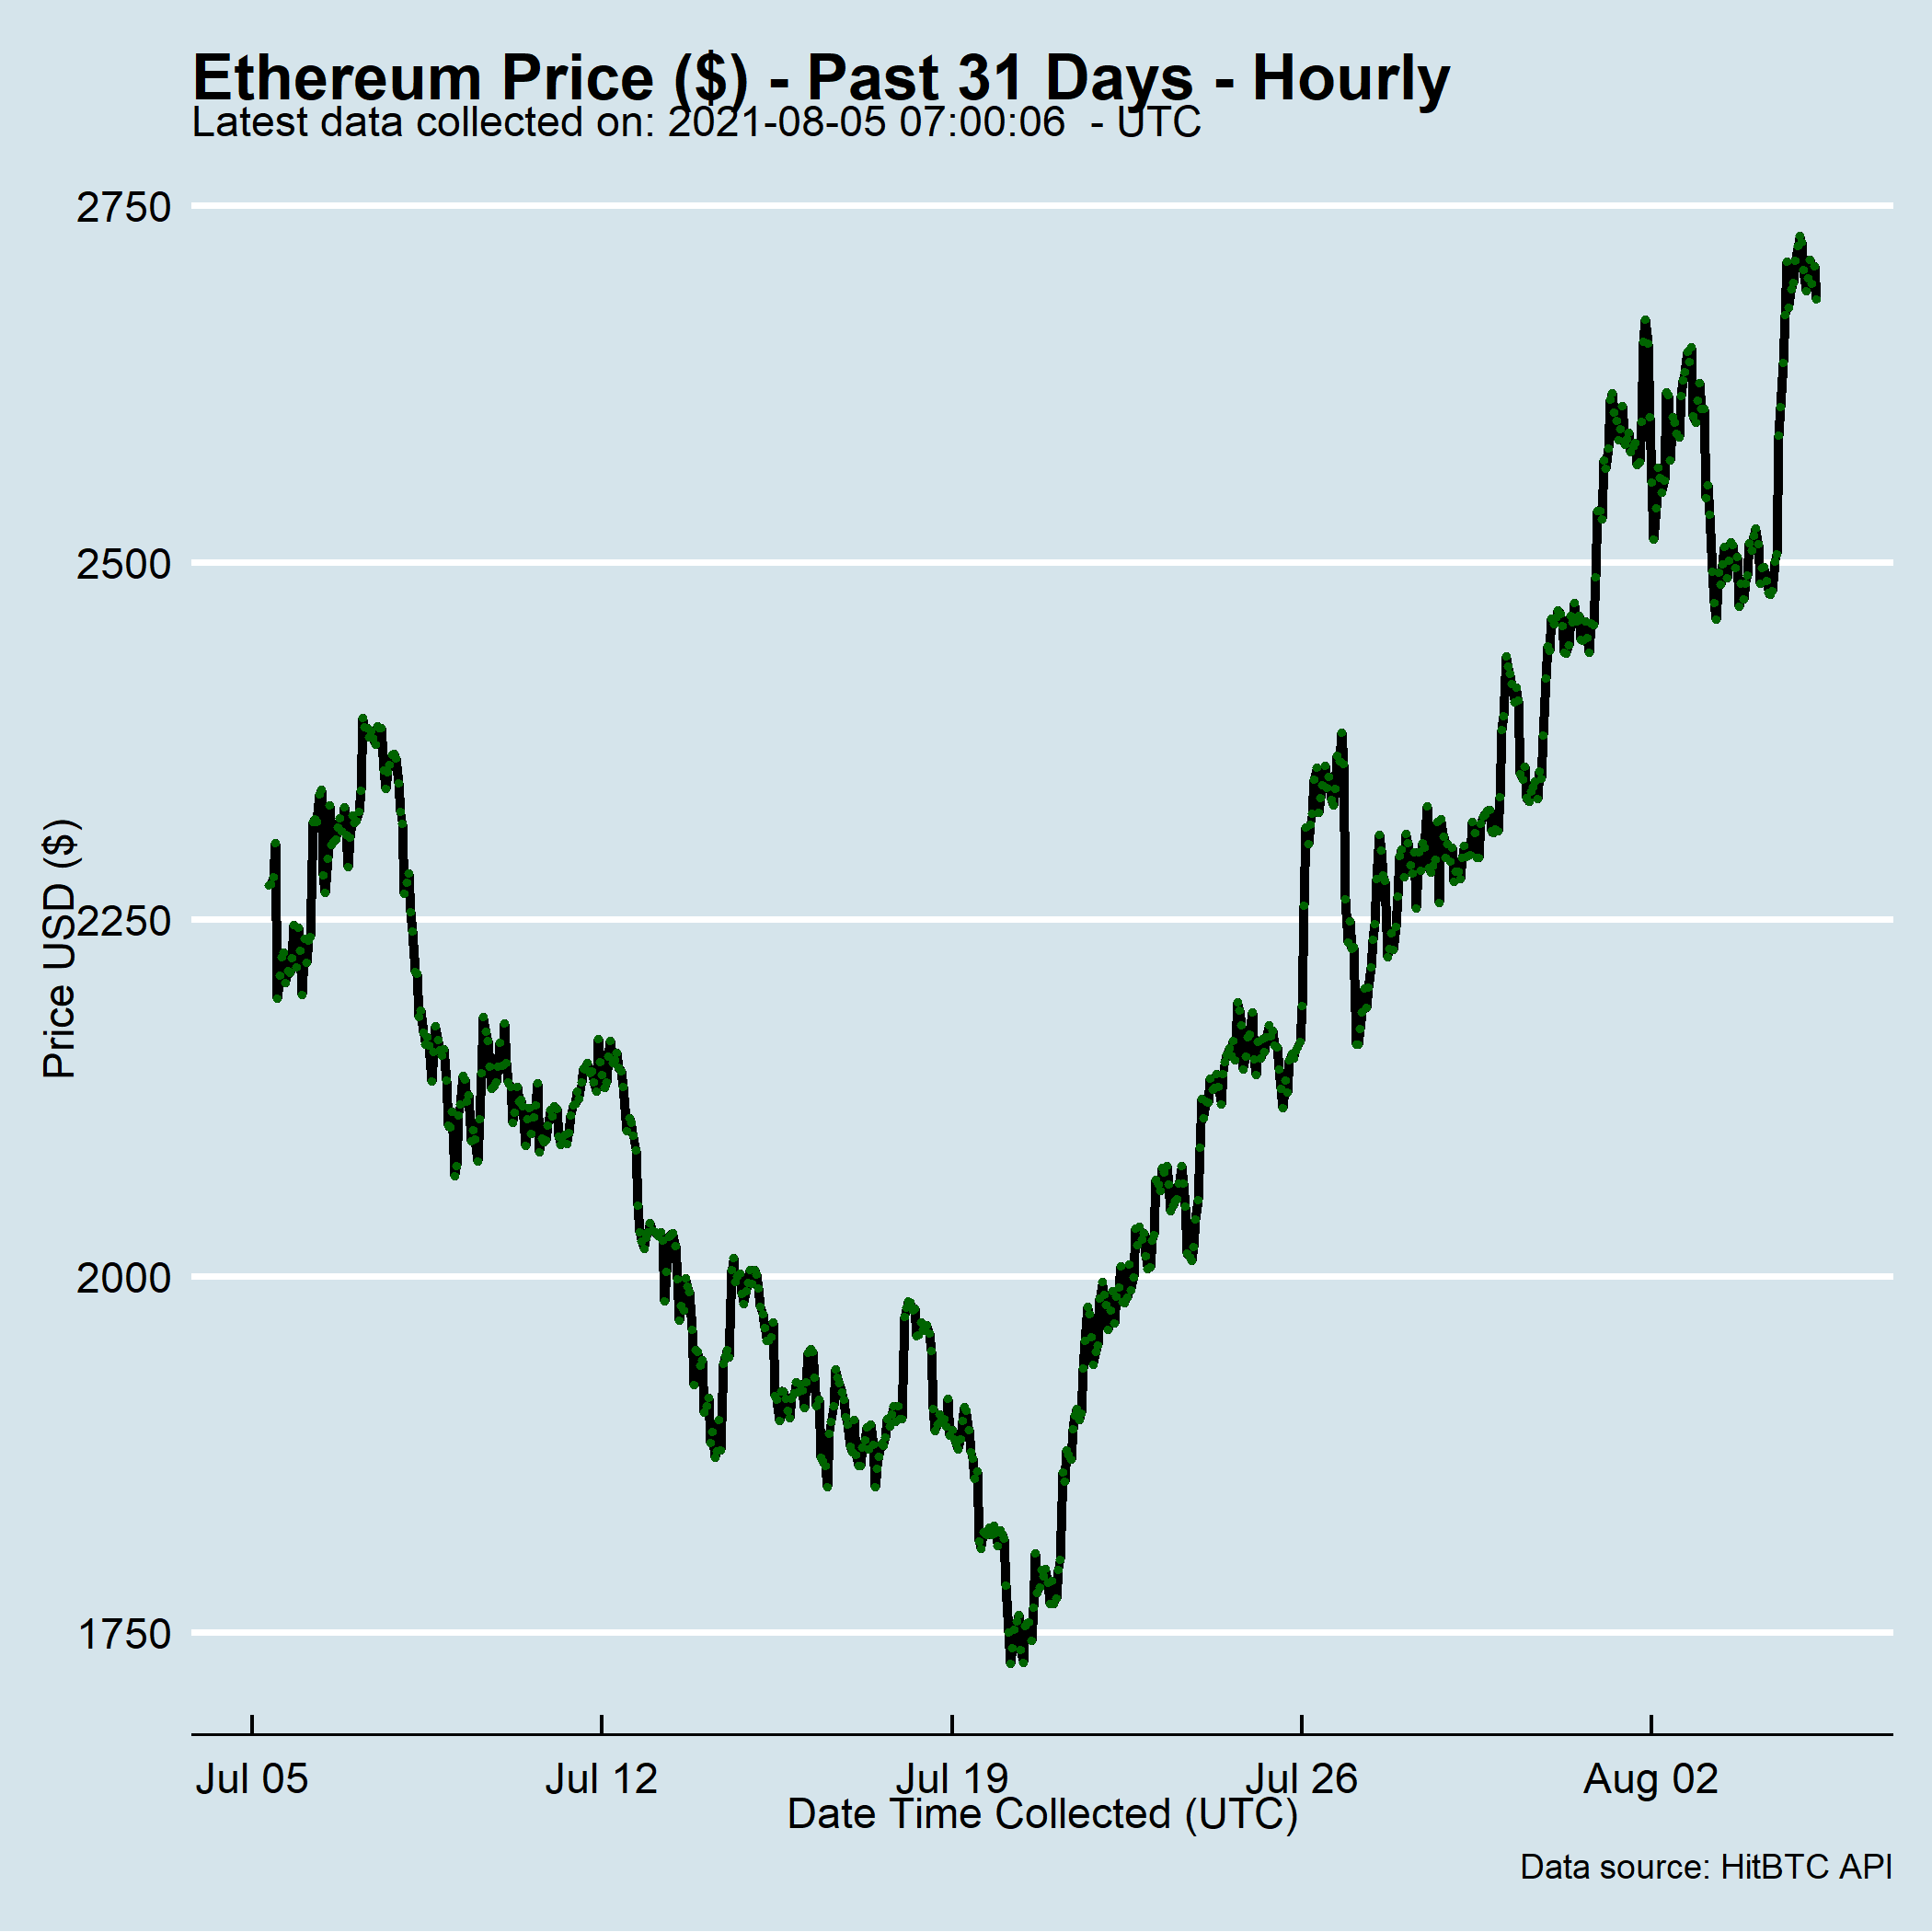 Ethereum Price ($) - Past 31 Days - Hourly
Latest data collected on: 2021-08-05 07:00:06  - UTC
2750
2500
2250
2000
1750
Price USD ($)
Jul 05 Jul 12 Jul 19 Jul 26 Aug 02
Date Time Collected (UTC)
Data source: HitBTC API